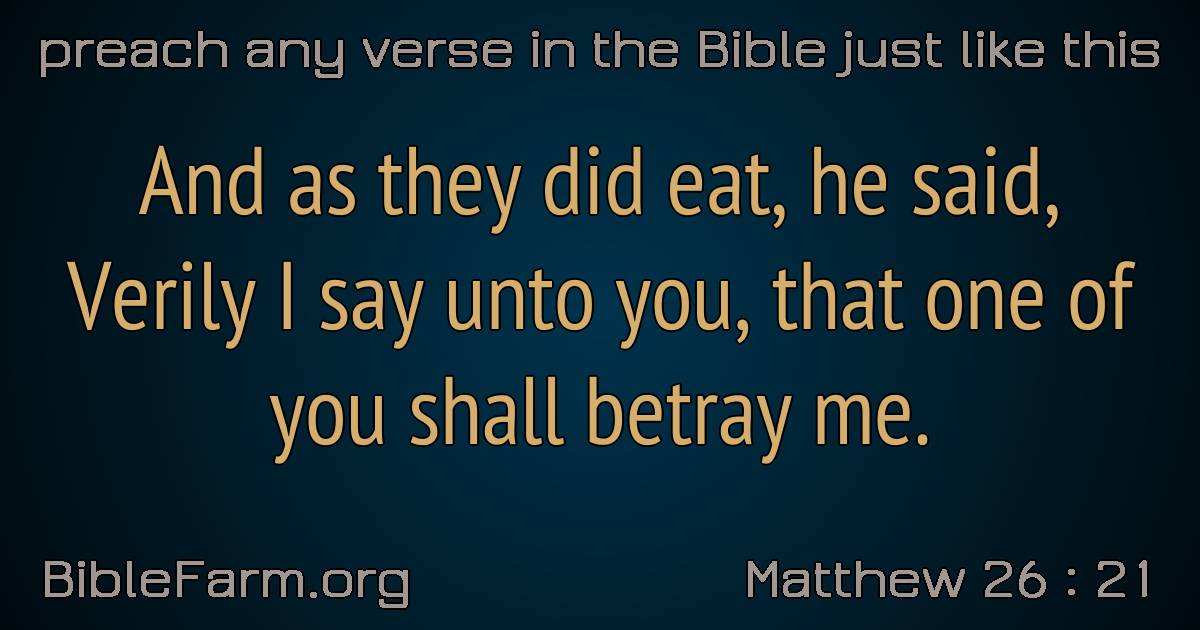 preach any verse in the Bible just like this
And as they did eat, he said,
Verily I say unto you, that one of
you shall betray me.
BibleFarm.org
Matthew 26 : 21